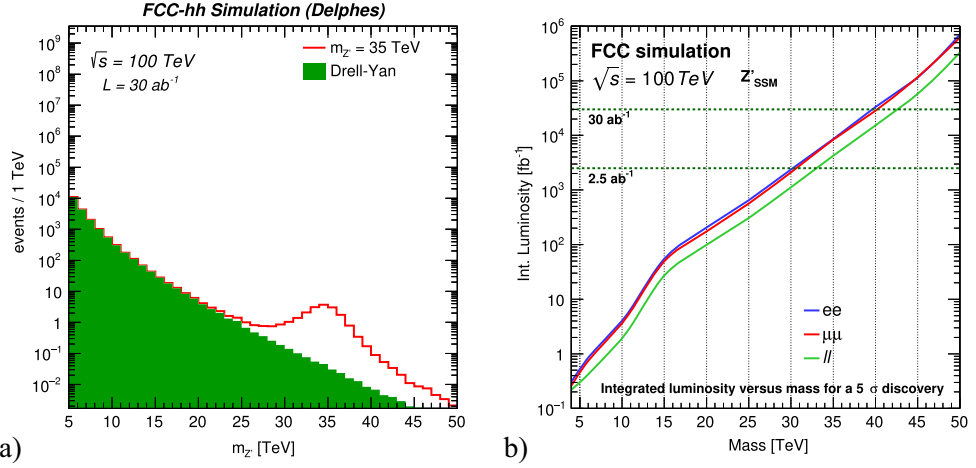 FCC-hh Simulation (Delphes)
√s = 100 TeV
L = 30 ab⁻¹
m_Z' = 35 TeV
Drell-Yan
events / 1 TeV
10⁹
10⁸
10⁷
10⁶
10⁵
10⁴
10³
10²
10
1
10⁻¹
10⁻²
5 10 15 20 25 30 35 40 45 50
m_Z' [TeV]
a)
FCC simulation
√s = 100 TeV Z'_SSM
30 ab⁻¹
2.5 ab⁻¹
ee
μμ
ll
Integrated luminosity versus mass for a 5 σ discovery
Int. Luminosity [fb⁻¹]
10⁶
10⁵
10⁴
10³
10²
10
1
10⁻¹
5 10 15 20 25 30 35 40 45 50
Mass [TeV]
b)